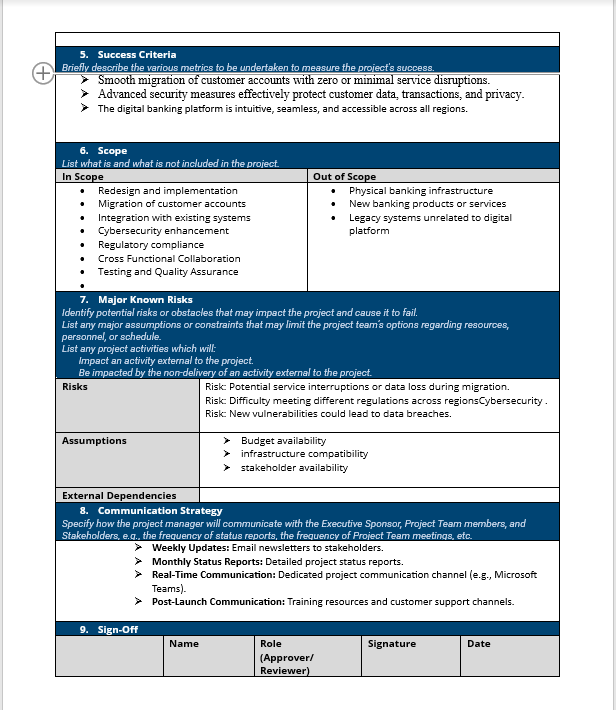 5. Success Criteria
Briefly describe the various metrics to be undertaken to measure the project's success.
➤ Smooth migration of customer accounts with zero or minimal service disruptions.
➤ Advanced security measures effectively protect customer data, transactions, and privacy.
➤ The digital banking platform is intuitive, seamless, and accessible across all regions.
6. Scope
List what is and what is not included in the project.
In Scope
• Redesign and implementation
• Migration of customer accounts
• Integration with existing systems
• Cybersecurity enhancement
• Regulatory compliance
• Cross Functional Collaboration
• Testing and Quality Assurance
•
Out of Scope
• Physical banking infrastructure
• New banking products or services
• Legacy systems unrelated to digital
platform
7. Major Known Risks
Identify potential risks or obstacles that may impact the project and cause it to fail.
List any major assumptions or constraints that may limit the project team's options regarding resources,
personnel, or schedule.
List any project activities which will:
Impact an activity external to the project.
Be impacted by the non-delivery of an activity external to the project.
Risks
Risk: Potential service interruptions or data loss during migration.
Risk: Difficulty meeting different regulations across regionsCybersecurity .
Risk: New vulnerabilities could lead to data breaches.
Assumptions
➤ Budget availability
➤ infrastructure compatibility
➤ stakeholder availability
External Dependencies
8. Communication Strategy
Specify how the project manager will communicate with the Executive Sponsor, Project Team members, and
Stakeholders, e.g., the frequency of status reports, the frequency of Project Team meetings, etc.
➤ Weekly Updates: Email newsletters to stakeholders.
➤ Monthly Status Reports: Detailed project status reports.
➤ Real-Time Communication: Dedicated project communication channel (e.g., Microsoft
Teams).
➤ Post-Launch Communication: Training resources and customer support channels.
9. Sign-Off
Name
Role
(Approver/
Reviewer)
Signature
Date